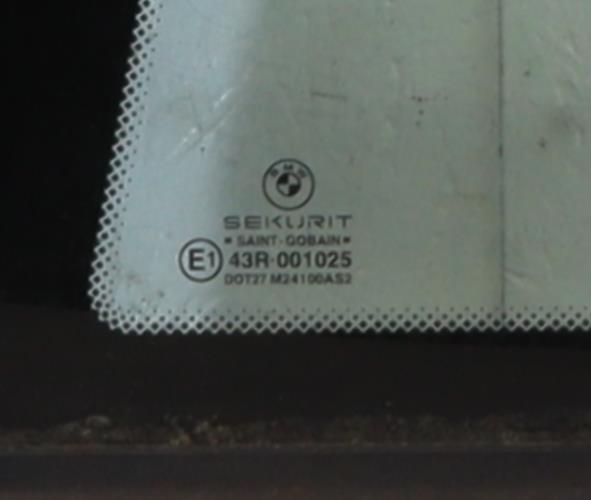 BMW
SEKURIT
SAINT-GOBAIN
E1 43R-001025
DOT27 M24100AS2